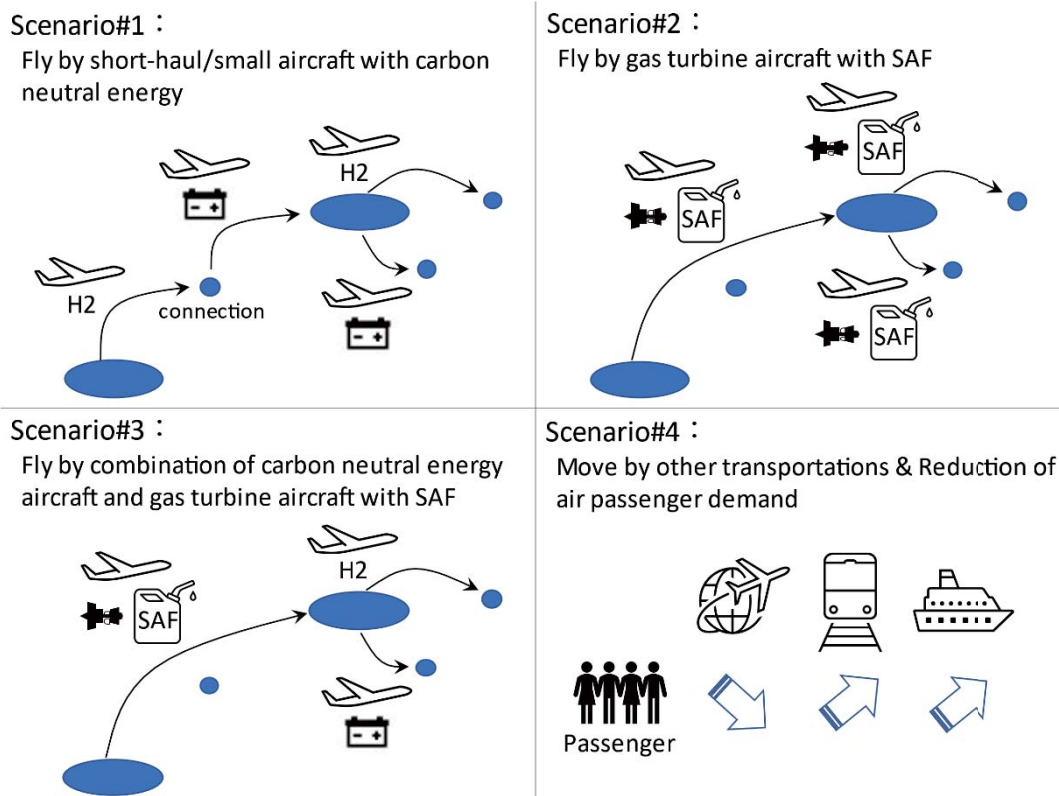 Scenario#1：
Fly by short-haul/small aircraft with carbon
neutral energy
H2
H2
connection
Scenario#2：
Fly by gas turbine aircraft with SAF
SAF
SAF
SAF
Scenario#3：
Fly by combination of carbon neutral energy
aircraft and gas turbine aircraft with SAF
H2
SAF
Scenario#4：
Move by other transportations & Reduction of
air passenger demand
Passenger